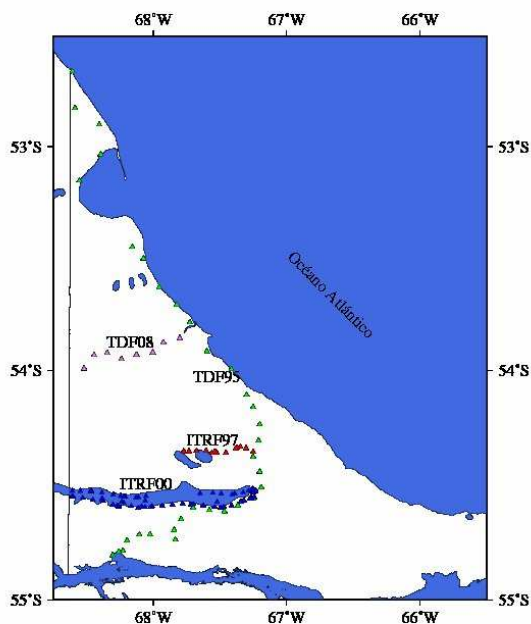 68°W 67°W 66°W
53°S 53°S
Océano Atlántico
TDF08
54°S 54°S
TDF95
ITRF97
ITRF00
55°S 55°S
68°W 67°W 66°W